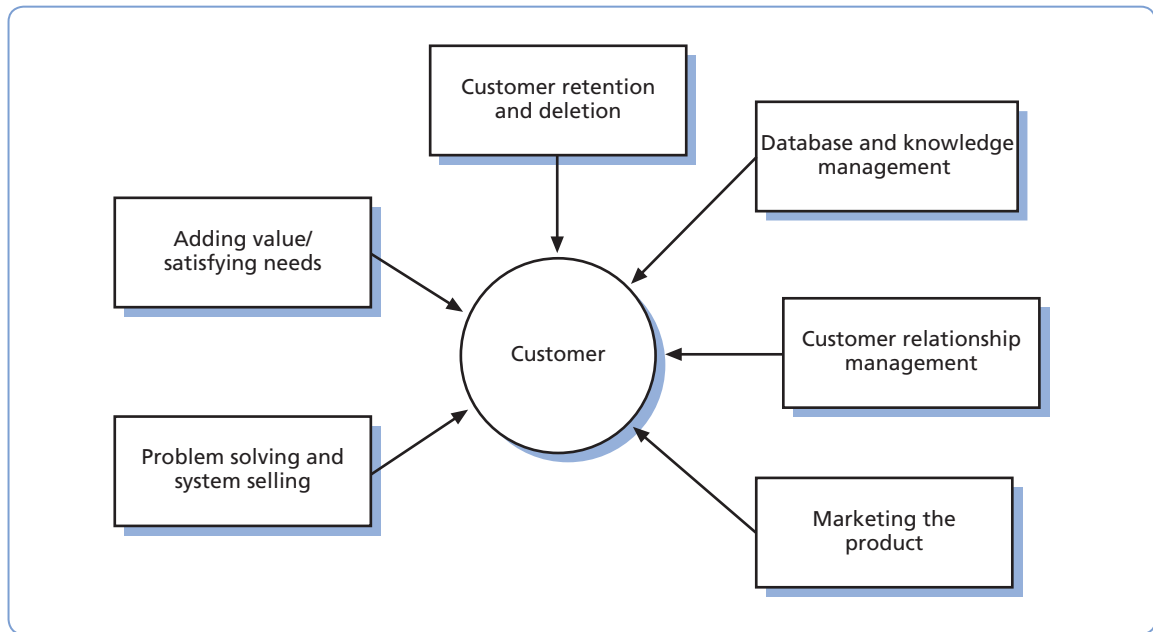 Customer retention
and deletion
Database and knowledge
management
Adding value/
satisfying needs
Customer
Customer relationship
management
Problem solving and
system selling
Marketing the
product